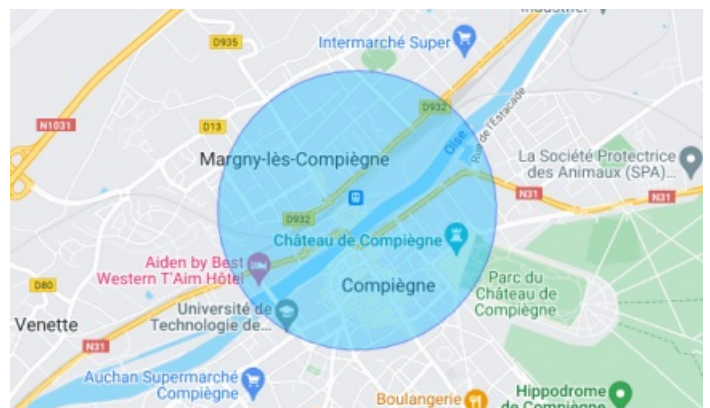 Industrier
D935
Intermarché Super
D932
N1031
D13
Oise
Rue de l'Estacade
Margny-lès-Compiègne
La Société Protectrice
des Animaux (SPA)...
N31
N31
D932
Château de Compiègne
Aiden by Best
Western T'Aim Hôtel
D80
Compiègne
Parc du
Château de
Compiègne
Université de
Technologie de...
Venette
N31
Auchan Supermarché
Compiègne
Boulangerie
Hippodrome
de Compiègne